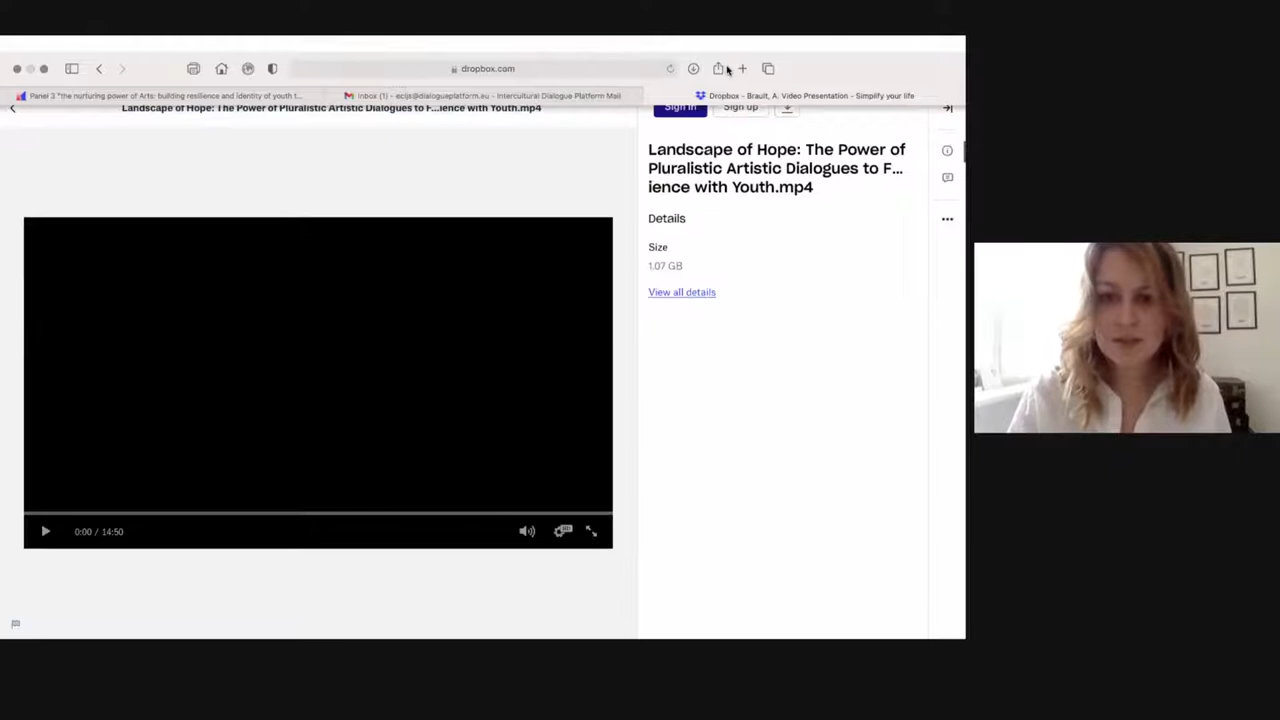 dropbox.com
Panel 3 "the nurturing power of Arts: building resilience and identity of youth t...
Inbox (1) - ecijs@dialogueplatform.eu - Intercultural Dialogue Platform Mail
Dropbox - Brault, A. Video Presentation - Simplify your life
Landscape of Hope: The Power of Pluralistic Artistic Dialogues to F...ience with Youth.mp4
Sign in
Sign up
Landscape of Hope: The Power of
Pluralistic Artistic Dialogues to F...
ience with Youth.mp4
Details
Size
1.07 GB
View all details
0:00 / 14:50
HD